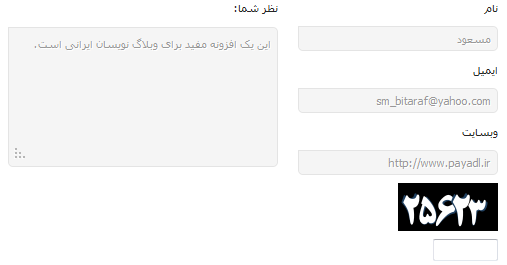 نام
مسعود
ایمیل
sm_bitaraf@yahoo.com
وبسایت
http://www.payadl.ir
۲۵۶۲۳
نظر شما:
این یک افزونه مفید برای وبلاگ نویسان ایرانی است.